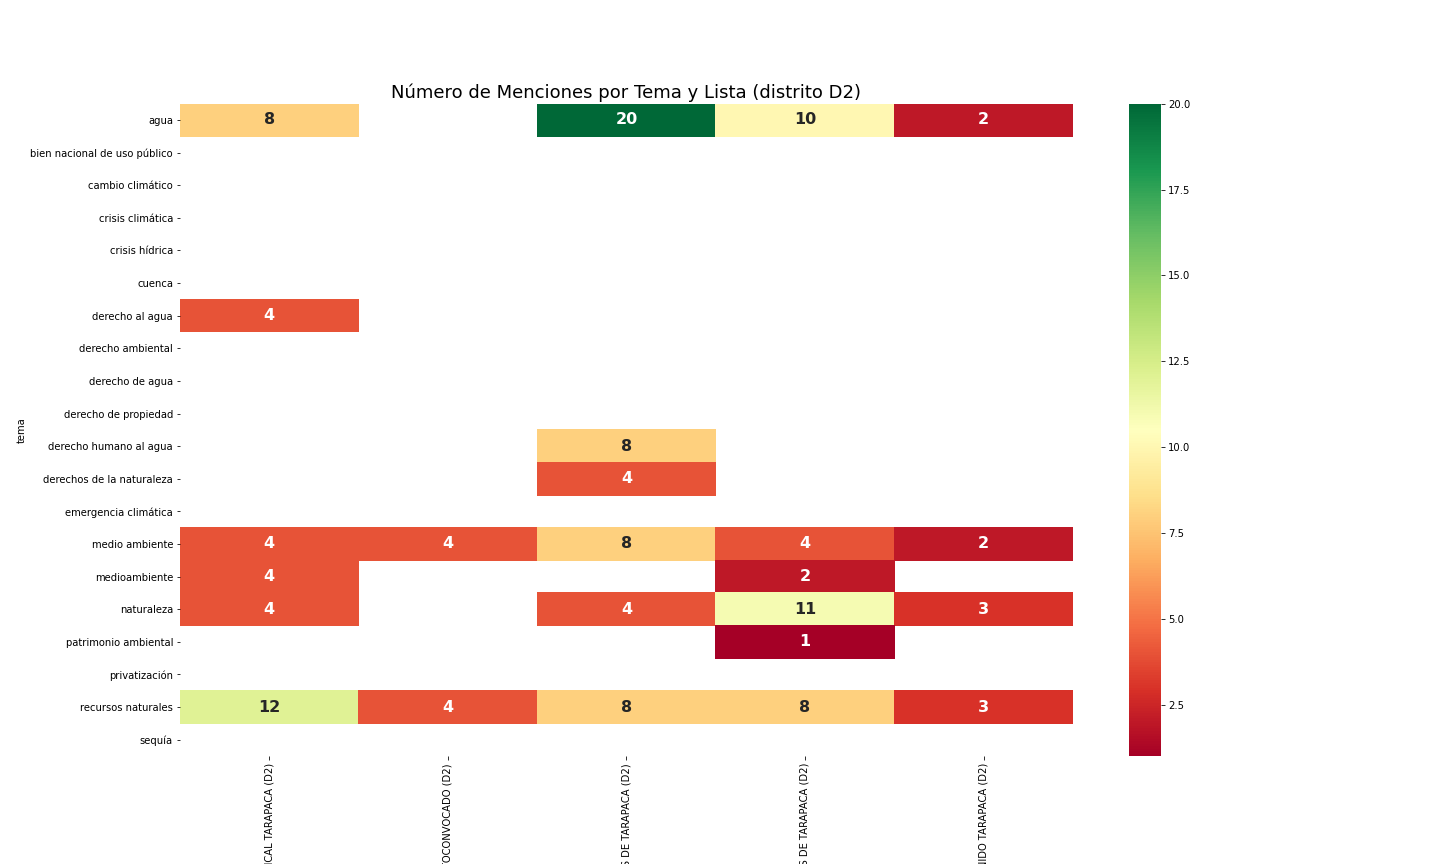 Número de Menciones por Tema y Lista (distrito D2)
agua 8 20 10 2
bien nacional de uso público
cambio climático
crisis climática
crisis hídrica
cuenca
derecho al agua 4
derecho ambiental
derecho de agua
derecho de propiedad
derecho humano al agua 8
derechos de la naturaleza 4
emergencia climática
medio ambiente 4 4 8 4 2
medioambiente 4 2
naturaleza 4 4 11 3
patrimonio ambiental 1
privatización
recursos naturales 12 4 8 8 3
sequía
tema
ICAL TARAPACA (D2)
TOCONVOCADO (D2)
S DE TARAPACA (D2)
S DE TARAPACA (D2)
NIDO TARAPACA (D2)
20.0
17.5
15.0
12.5
10.0
7.5
5.0
2.5